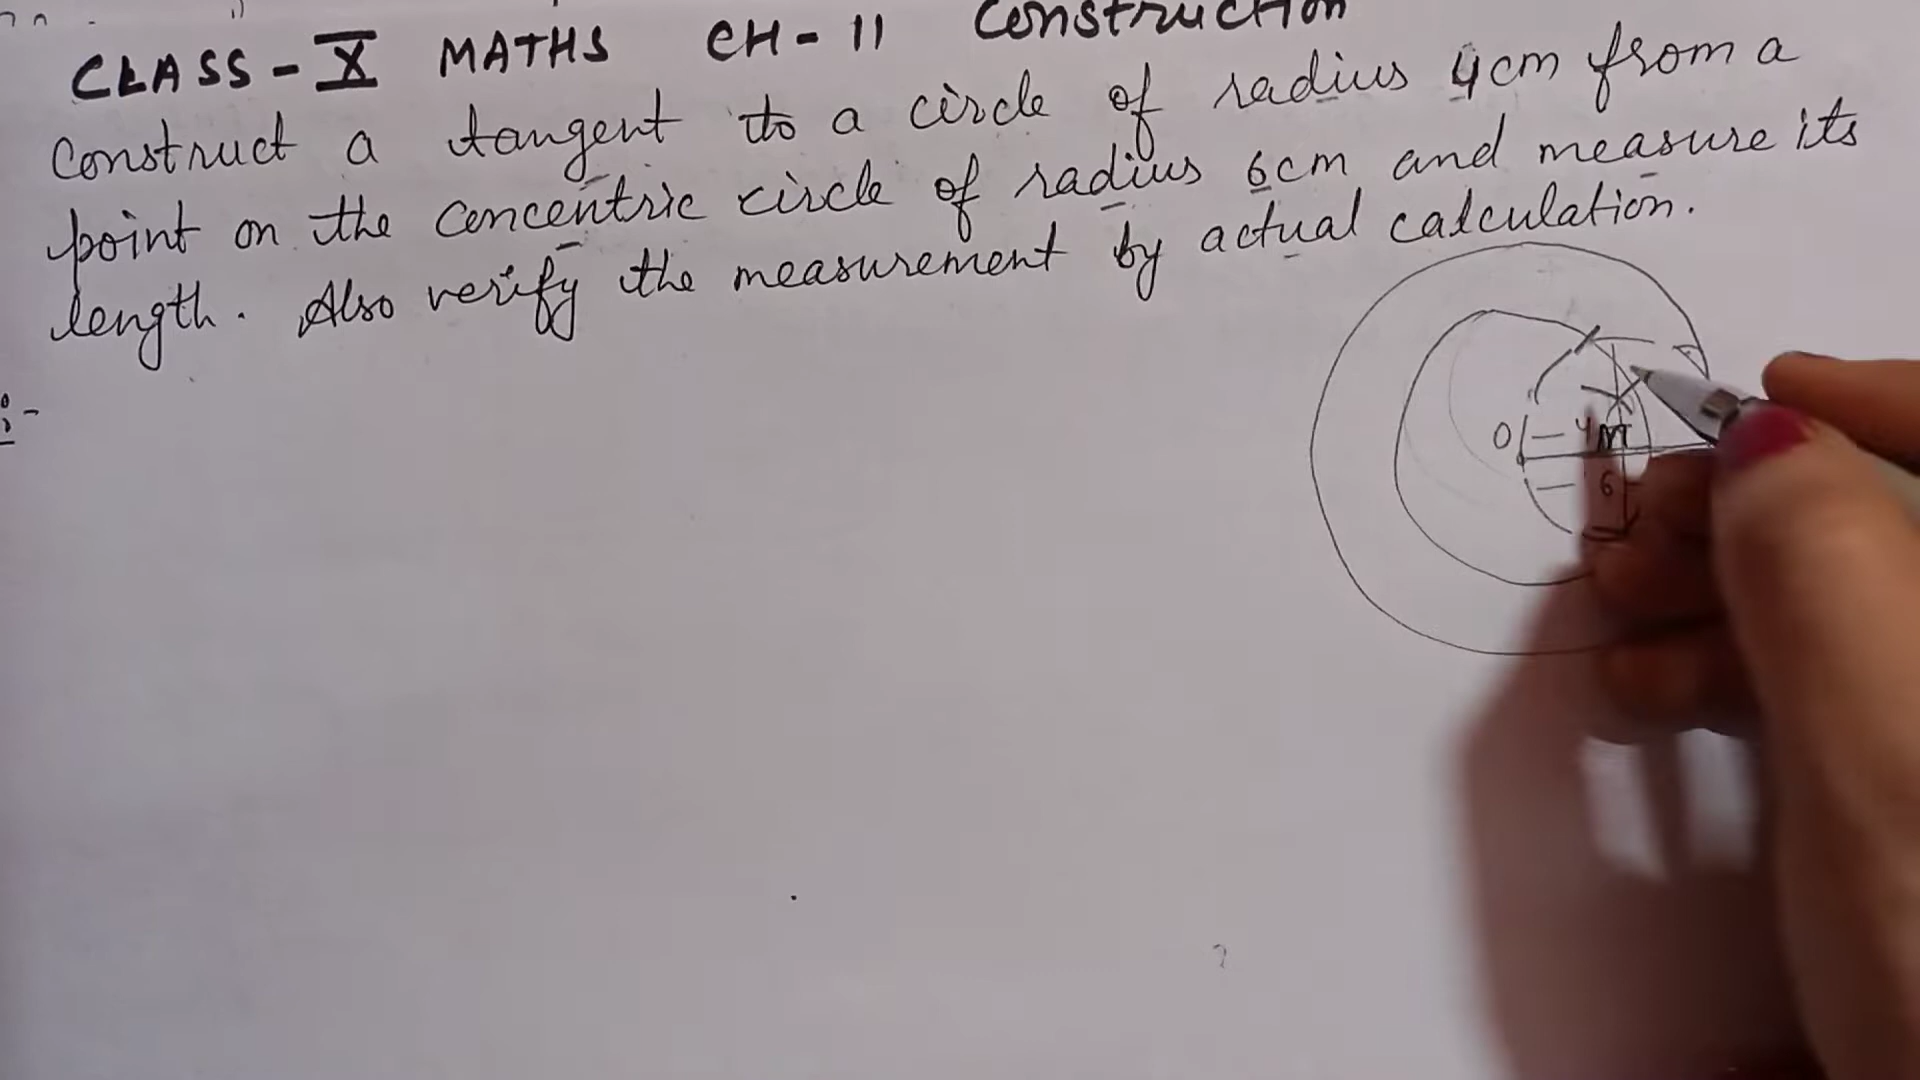 CLASS - X MATHS CH - 11 Construction
Construct a tangent to a circle of radius 4cm from a
point on the concentric circle of radius 6cm and measure its
length. Also verify the measurement by actual calculation.
O 4 M
6